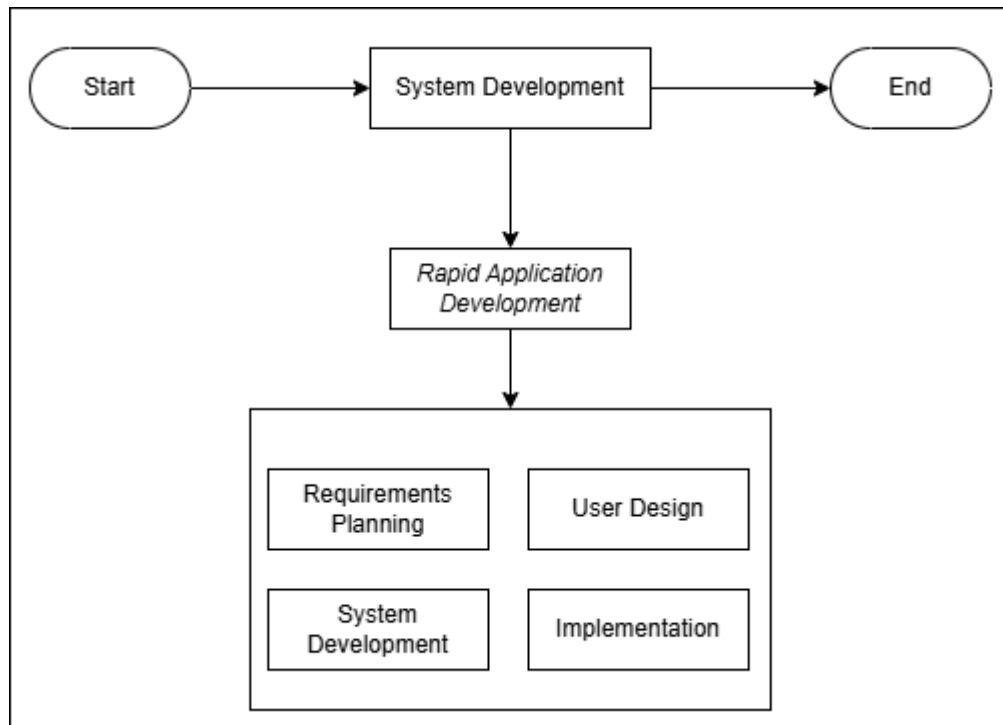 Start
System Development
End
Rapid Application
Development
Requirements
Planning
User Design
System
Development
Implementation